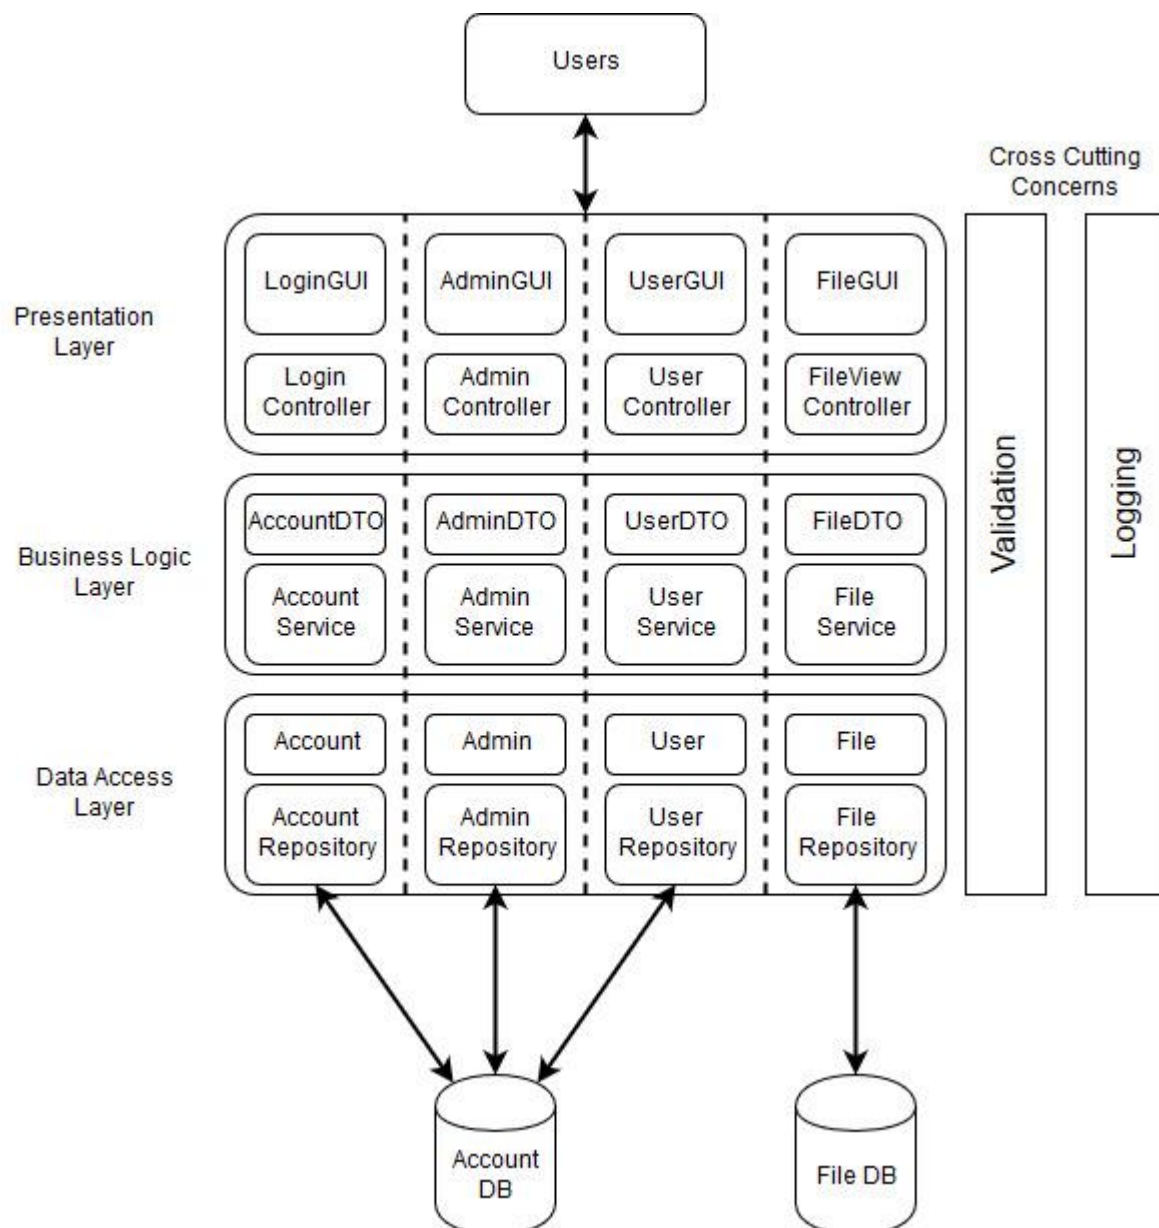 Users
Cross Cutting
Concerns
LoginGUI
AdminGUI
UserGUI
FileGUI
Presentation
Layer
Login
Controller
Admin
Controller
User
Controller
FileView
Controller
Validation
Logging
AccountDTO
AdminDTO
UserDTO
FileDTO
Business Logic
Layer
Account
Service
Admin
Service
User
Service
File
Service
Account
Admin
User
File
Data Access
Layer
Account
Repository
Admin
Repository
User
Repository
File
Repository
Account
DB
File DB